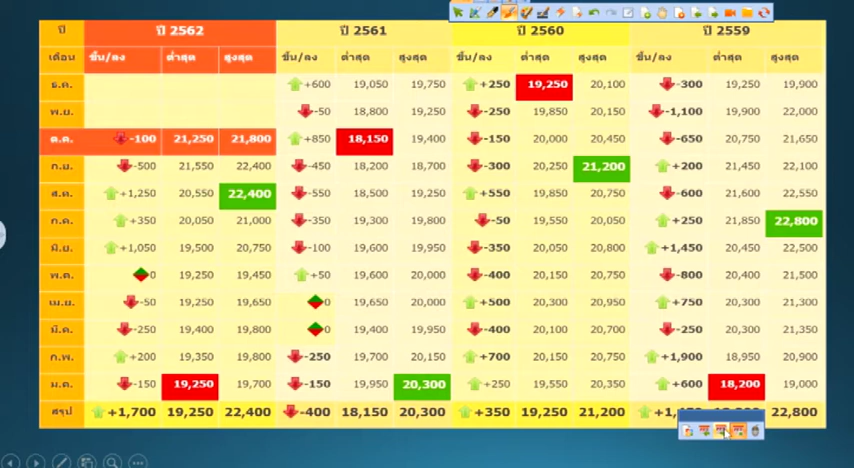 ปี ปี 2562 ปี 2561 ปี 2560 ปี 2559
เดือน ขึ้น/ลง ต่ำสุด สูงสุด ขึ้น/ลง ต่ำสุด สูงสุด ขึ้น/ลง ต่ำสุด สูงสุด ขึ้น/ลง ต่ำสุด สูงสุด
ธ.ค. +600 19,050 19,750 +250 19,250 20,100 -300 19,250 19,900
พ.ย. -50 18,800 19,250 -250 19,850 20,150 -1,100 19,900 22,000
ต.ค. -100 21,250 21,800 +850 18,150 19,400 -150 20,000 20,450 -650 20,750 21,650
ก.ย. -500 21,550 22,400 -450 18,200 18,700 -300 20,250 21,200 +200 21,450 22,100
ส.ค. +1,250 20,550 22,400 -550 18,500 19,250 +550 19,850 20,750 -600 21,600 22,550
ก.ค. +350 20,050 21,000 -350 19,300 19,800 -50 19,550 20,050 +250 21,850 22,800
มิ.ย. +1,050 19,500 20,750 -100 19,600 19,950 -350 20,050 20,800 +1,450 20,450 22,500
พ.ค. 0 19,250 19,450 +50 19,600 20,000 -400 20,150 20,750 -800 20,400 21,500
เม.ย. -50 19,250 19,650 0 19,650 20,000 +500 20,300 20,950 +750 20,300 21,300
มี.ค. -250 19,400 19,800 0 19,400 19,950 -400 20,100 20,700 -250 20,300 21,350
ก.พ. +200 19,350 19,800 -250 19,700 20,150 +700 20,150 20,750 +1,900 18,950 20,900
ม.ค. -150 19,250 19,700 -150 19,950 20,300 +250 19,550 20,350 +600 18,200 19,000
สรุป +1,700 19,250 22,400 -400 18,150 20,300 +350 19,250 21,200 22,800